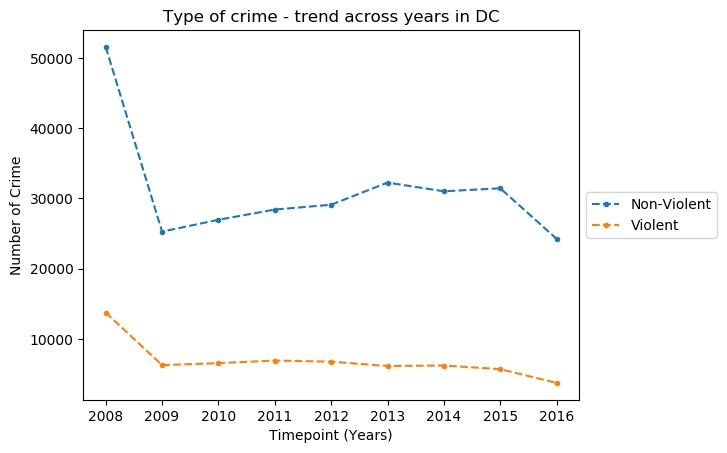 Type of crime - trend across years in DC
50000
40000
30000
20000
10000
Number of Crime
2008 2009 2010 2011 2012 2013 2014 2015 2016
Timepoint (Years)
Non-Violent
Violent